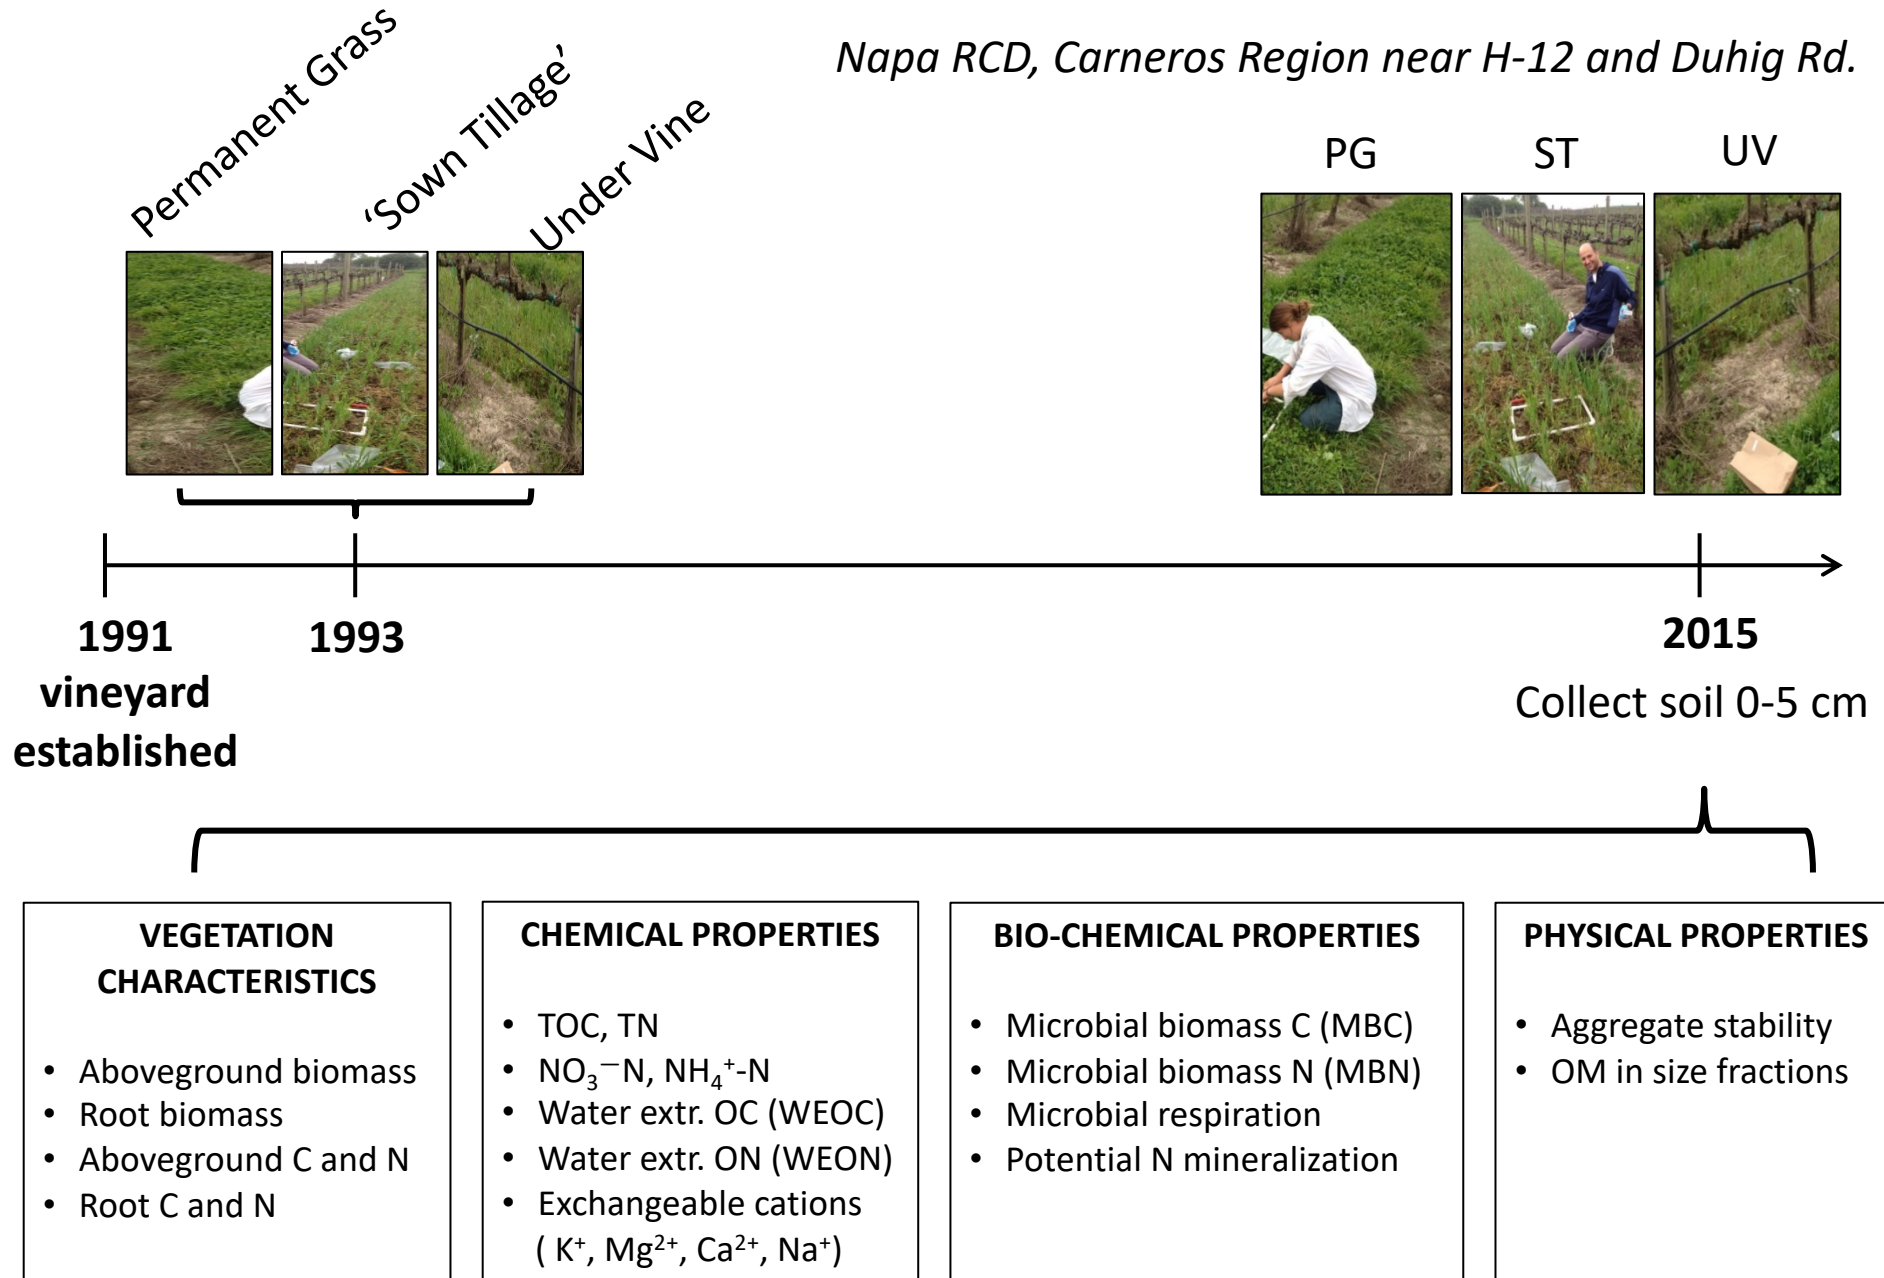 Napa RCD, Carneros Region near H-12 and Duhig Rd.
Permanent Grass
‘Sown Tillage’
Under Vine
PG
ST
UV
1991
vineyard
established
1993
2015
Collect soil 0-5 cm
VEGETATION
CHARACTERISTICS
• Aboveground biomass
• Root biomass
• Aboveground C and N
• Root C and N
CHEMICAL PROPERTIES
• TOC, TN
• NO₃⁻–N, NH₄⁺-N
• Water extr. OC (WEOC)
• Water extr. ON (WEON)
• Exchangeable cations
( K⁺, Mg²⁺, Ca²⁺, Na⁺)
BIO-CHEMICAL PROPERTIES
• Microbial biomass C (MBC)
• Microbial biomass N (MBN)
• Microbial respiration
• Potential N mineralization
PHYSICAL PROPERTIES
• Aggregate stability
• OM in size fractions